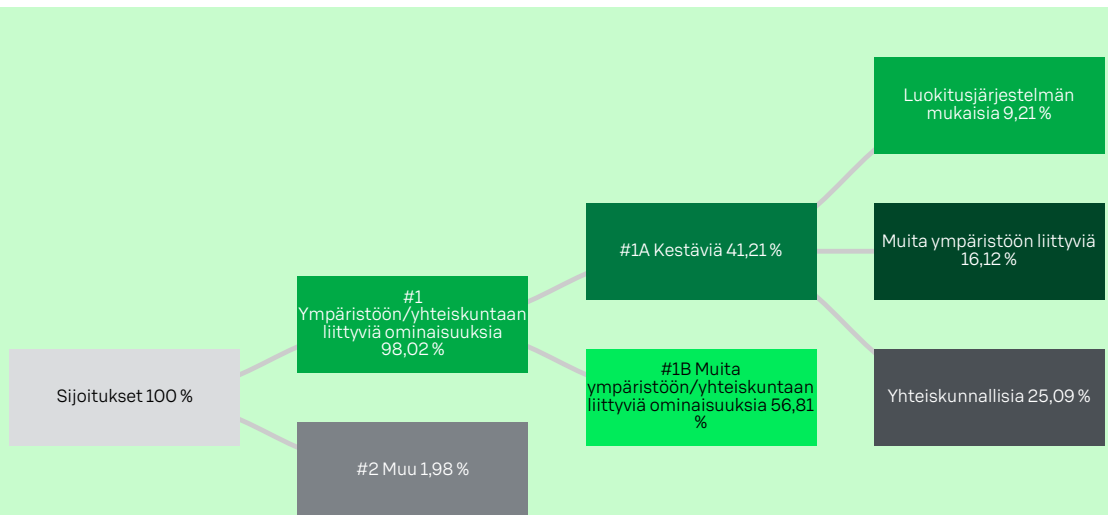 Luokitusjärjestelmän
mukaisia 9,21 %
#1A Kestäviä 41,21 %
Muita ympäristöön liittyviä
16,12 %
#1
Ympäristöön/yhteiskuntaan
liittyviä ominaisuuksia
98,02 %
Sijoitukset 100 %
#1B Muita
ympäristöön/yhteiskuntaan
liittyviä ominaisuuksia 56,81
%
Yhteiskunnallisia 25,09 %
#2 Muu 1,98 %